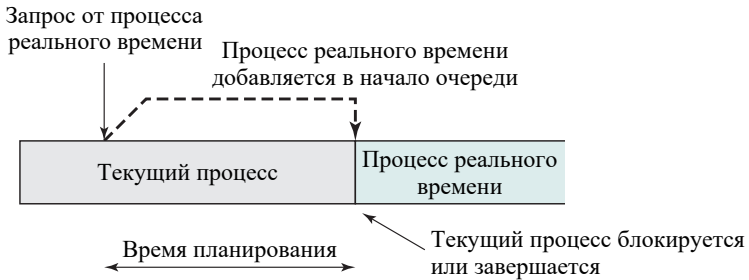 Запрос от процесса
реального времени
Процесс реального времени
добавляется в начало очереди
Текущий процесс
Процесс реального
времени
Время планирования
Текущий процесс блокируется
или завершается